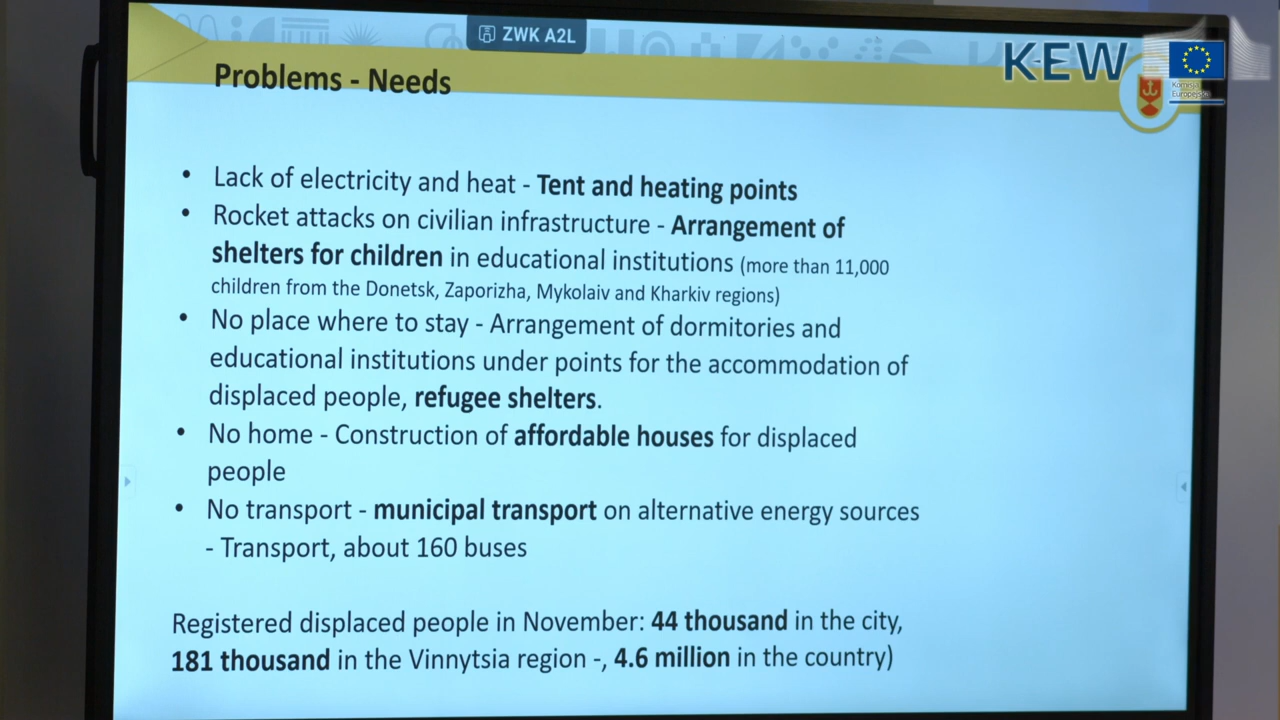 ZWK A2L
KEW
Komisja
Europejska
Problems - Needs
• Lack of electricity and heat - Tent and heating points
• Rocket attacks on civilian infrastructure - Arrangement of
shelters for children in educational institutions (more than 11,000
children from the Donetsk, Zaporizha, Mykolaiv and Kharkiv regions)
• No place where to stay - Arrangement of dormitories and
educational institutions under points for the accommodation of
displaced people, refugee shelters.
• No home - Construction of affordable houses for displaced
people
• No transport - municipal transport on alternative energy sources
- Transport, about 160 buses
Registered displaced people in November: 44 thousand in the city,
181 thousand in the Vinnytsia region -, 4.6 million in the country)